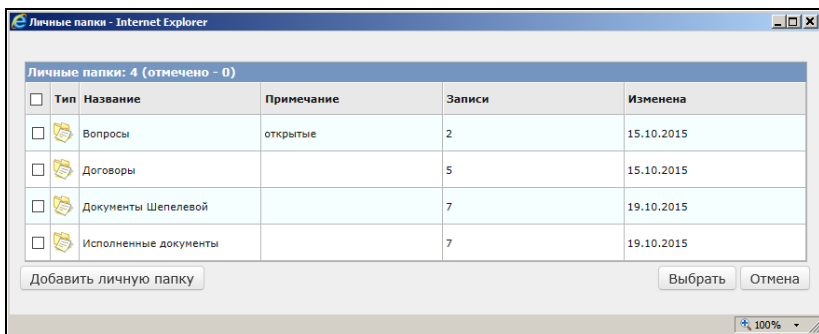 Личные папки - Internet Explorer
Личные папки: 4 (отмечено - 0)
Тип Название Примечание Записи Изменена
Вопросы открытые 2 15.10.2015
Договоры 5 15.10.2015
Документы Шепелевой 7 19.10.2015
Исполненные документы 7 19.10.2015
Добавить личную папку Выбрать Отмена
100%